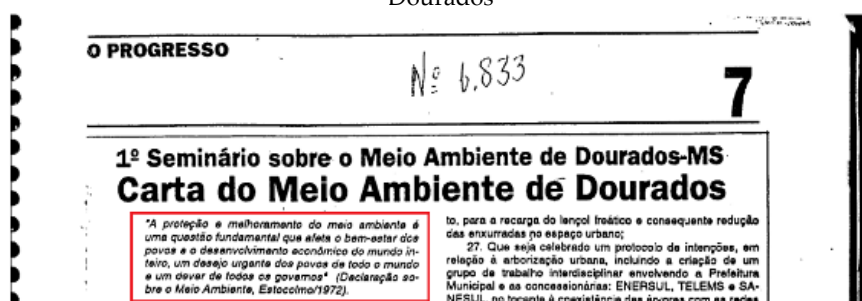 Dourados
O PROGRESSO
Nº 6.833
7
1º Seminário sobre o Meio Ambiente de Dourados-MS
Carta do Meio Ambiente de Dourados
"A proteção e melhoramento do meio ambiente é
uma questão fundamental que afeta o bem-estar dos
povos e o desenvolvimento econômico do mundo in-
teiro, um desejo urgente dos povos de todo o mundo
e um dever de todos os governos" (Declaração so-
bre o Meio Ambiente, Estocolmo/1972).
to, para a recarga do lençol freático e consequente redução
das enxurradas no espaço urbano;
27. Que seja celebrado um protocolo de intenções, em
relação à arborização urbana, incluindo a criação de um
grupo de trabalho interdisciplinar envolvendo a Prefeitura
Municipal e as concessionárias: ENERSUL, TELEMS e SA-
NESUL, no tocante à coexistência das árvores com as redes